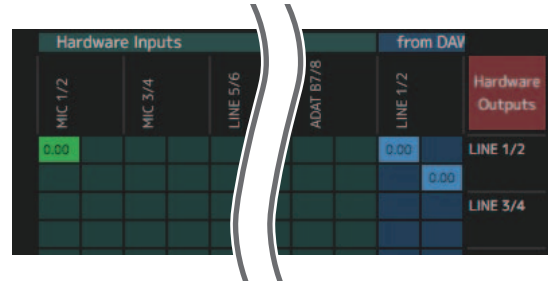 Hardware Inputs
from DAW
MIC 1/2
MIC 3/4
LINE 5/6
ADAT B7/8
LINE 1/2
Hardware
Outputs
0.00
0.00
LINE 1/2
0.00
LINE 3/4